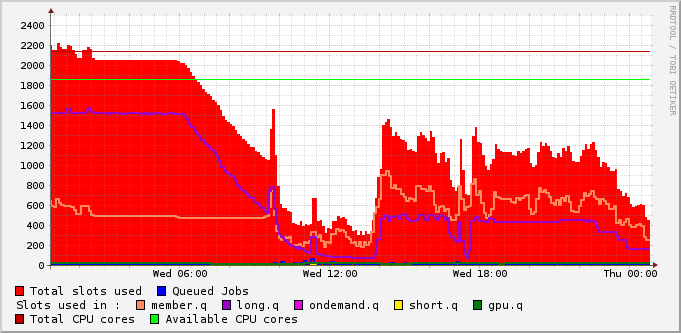 2400
2200
2000
1800
1600
1400
1200
1000
800
600
400
200
0
Wed 06:00 Wed 12:00 Wed 18:00 Thu 00:00
Total slots used Queued Jobs
Slots used in : member.q long.q ondemand.q short.q gpu.q
Total CPU cores Available CPU cores
RRDTOOL / TOBI OETIKER